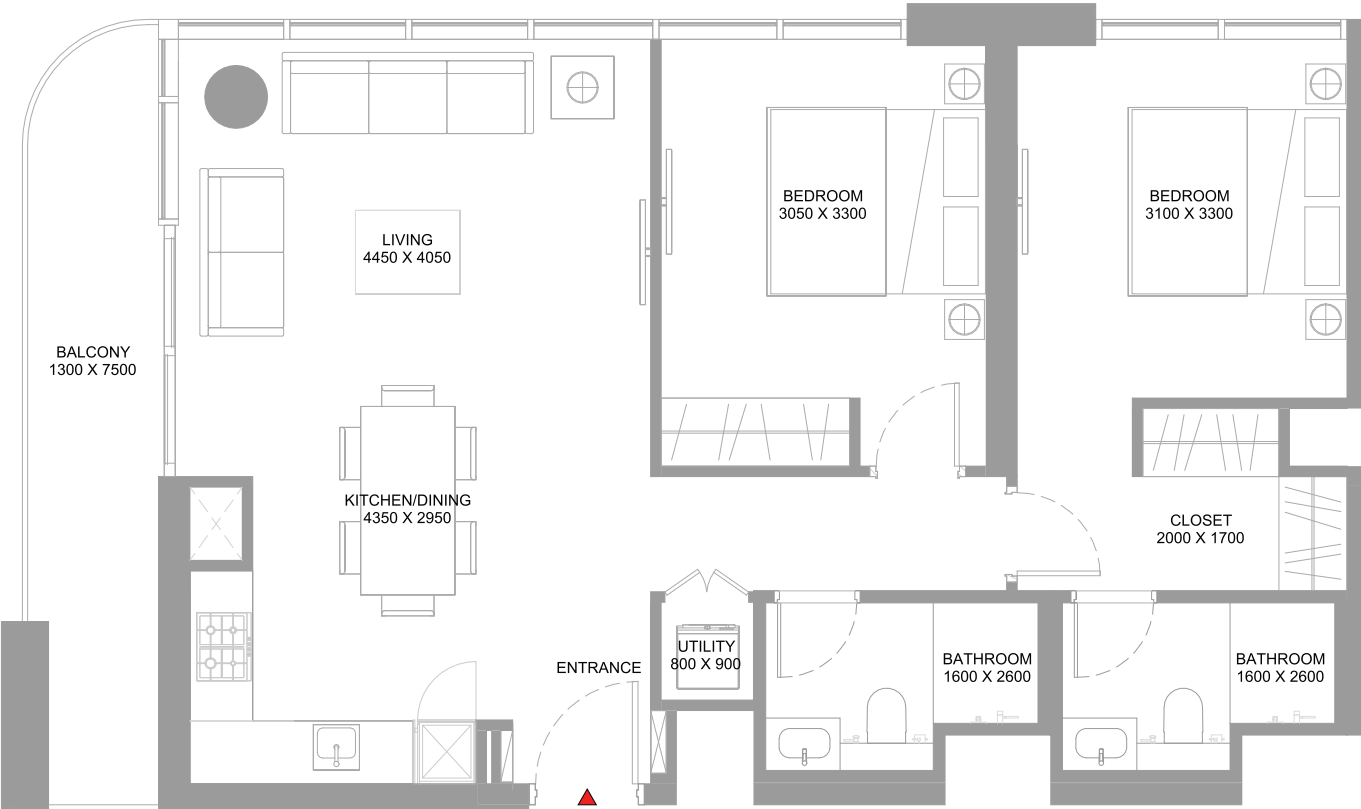 BEDROOM
3050 X 3300
BEDROOM
3100 X 3300
LIVING
4450 X 4050
BALCONY
1300 X 7500
KITCHEN/DINING
4350 X 2950
CLOSET
2000 X 1700
UTILITY
800 X 900
ENTRANCE
BATHROOM
1600 X 2600
BATHROOM
1600 X 2600